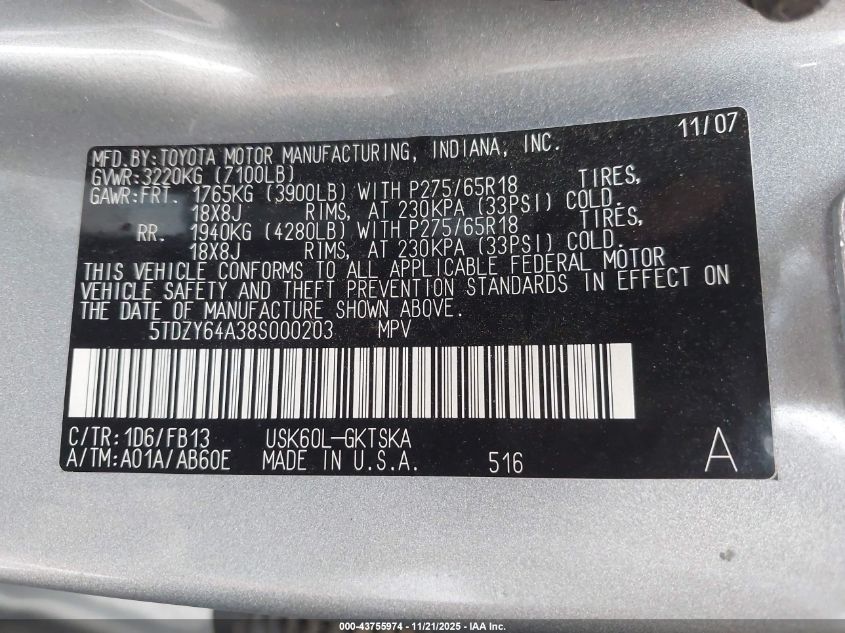 11/07
MFD.BY:TOYOTA MOTOR MANUFACTURING, INDIANA, INC.
GVWR:3220KG (7100LB)
GAWR:FRT. 1765KG (3900LB) WITH P275/65R18 TIRES,
18X8J RIMS, AT 230KPA (33PSI) COLD.
RR. 1940KG (4280LB) WITH P275/65R18 TIRES,
18X8J RIMS, AT 230KPA (33PSI) COLD.
THIS VEHICLE CONFORMS TO ALL APPLICABLE FEDERAL MOTOR
VEHICLE SAFETY AND THEFT PREVENTION STANDARDS IN EFFECT ON
THE DATE OF MANUFACTURE SHOWN ABOVE.
5TDZY64A38S000203 MPV
C/TR:1D6/FB13 USK60L-GKTSKA
A/TM:A01A/AB60E MADE IN U.S.A. 516 A
000-43755974 - 11/21/2025 - IAA Inc.